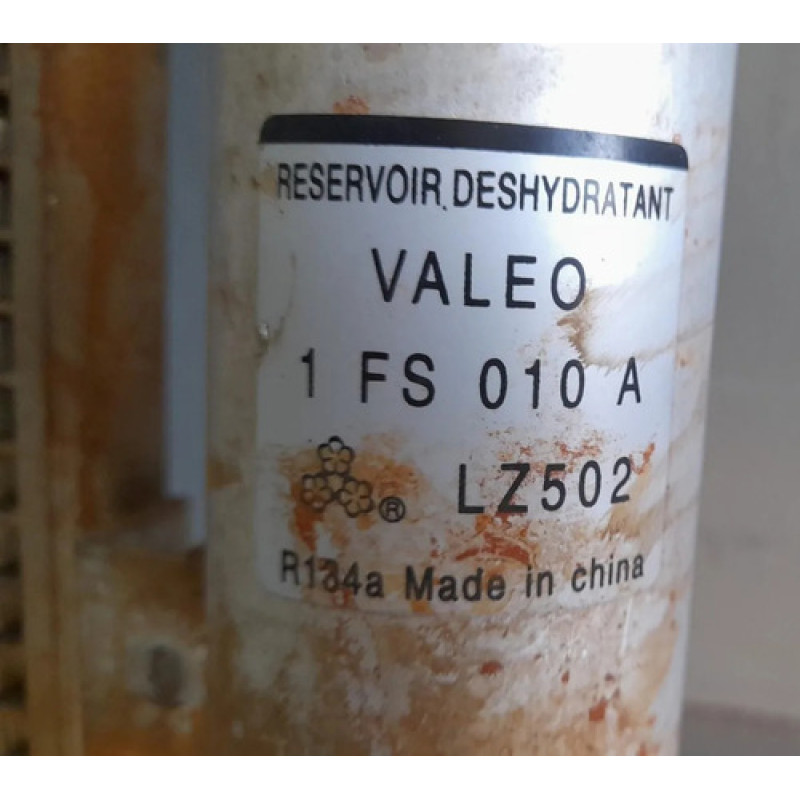 RESERVOIR DESHYDRATANT
VALEO
1 FS 010 A
® LZ502
R134a Made in china